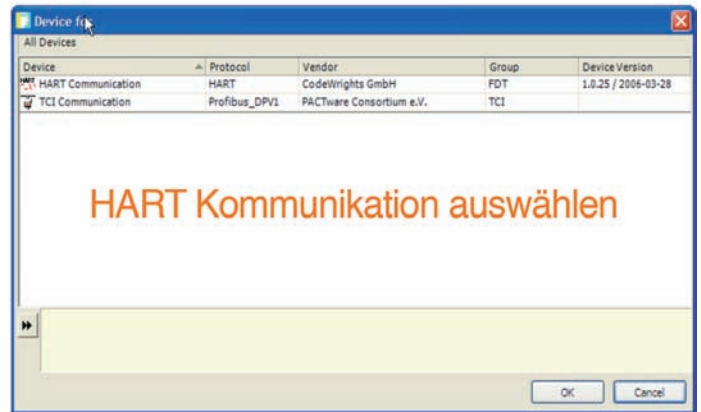 Device for
All Devices
Device Protocol Vendor Group Device Version
HART Communication HART CodeWrights GmbH FDT 1.0.25 / 2006-03-28
TCI Communication Profibus_DPV1 PACTware Consortium e.V. TCI
HART Kommunikation auswählen
OK Cancel